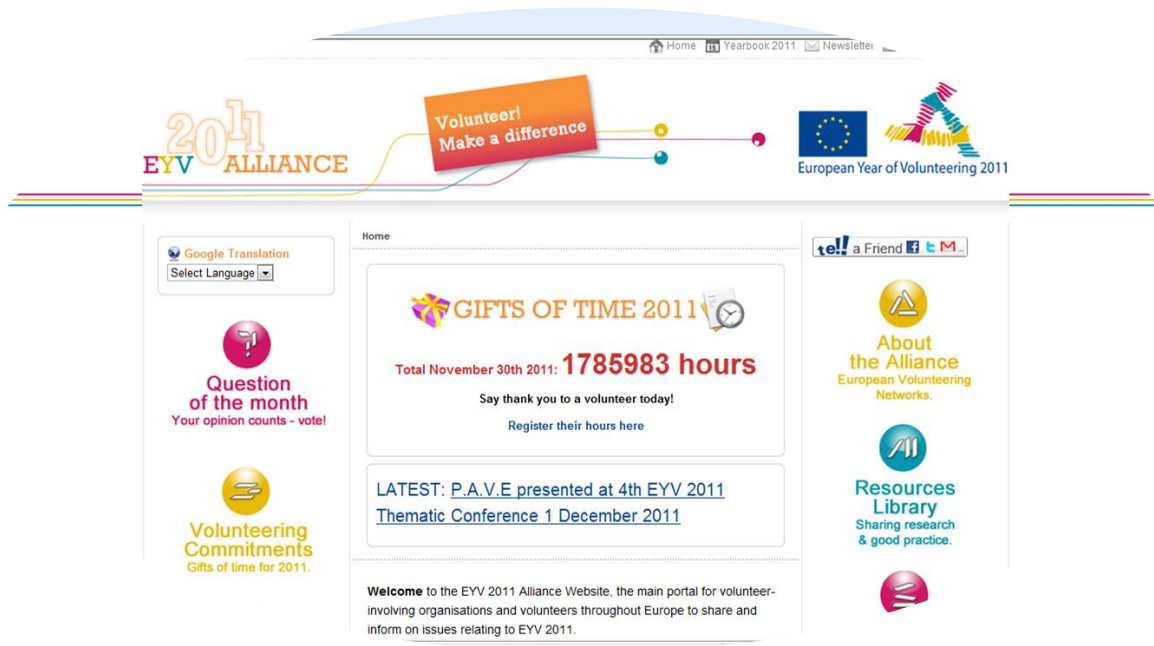 Home Yearbook 2011 Newsletter
2011
EYV ALLIANCE
Volunteer!
Make a difference
European Year of Volunteering 2011
Google Translation
Select Language
Question
of the month
Your opinion counts - vote!
Volunteering
Commitments
Gifts of time for 2011.
Home
GIFTS OF TIME 2011
Total November 30th 2011: 1785983 hours
Say thank you to a volunteer today!
Register their hours here
LATEST: P.A.V.E presented at 4th EYV 2011
Thematic Conference 1 December 2011
Welcome to the EYV 2011 Alliance Website, the main portal for volunteer-
involving organisations and volunteers throughout Europe to share and
inform on issues relating to EYV 2011.
tell! a Friend
About
the Alliance
European Volunteering
Networks.
Resources
Library
Sharing research
& good practice.